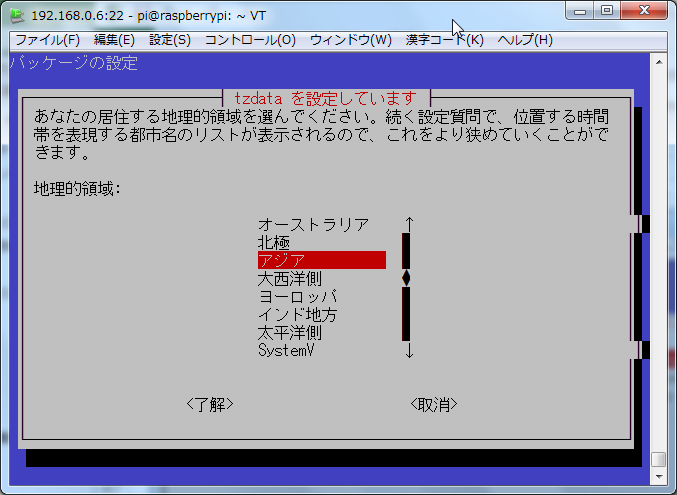 192.168.0.6:22 - pi@raspberrypi: ~ VT
ファイル(F) 編集(E) 設定(S) コントロール(O) ウィンドウ(W) 漢字コード(K) ヘルプ(H)
パッケージの設定
tzdata を設定しています
あなたの居住する地理的領域を選んでください。続く設定質問で、位置する時間
帯を表現する都市名のリストが表示されるので、これをより狭めていくことがで
きます。
地理的領域:
オーストラリア ↑
北極
アジア
大西洋側
ヨーロッパ
インド地方
太平洋側
SystemV ↓
<了解> <取消>